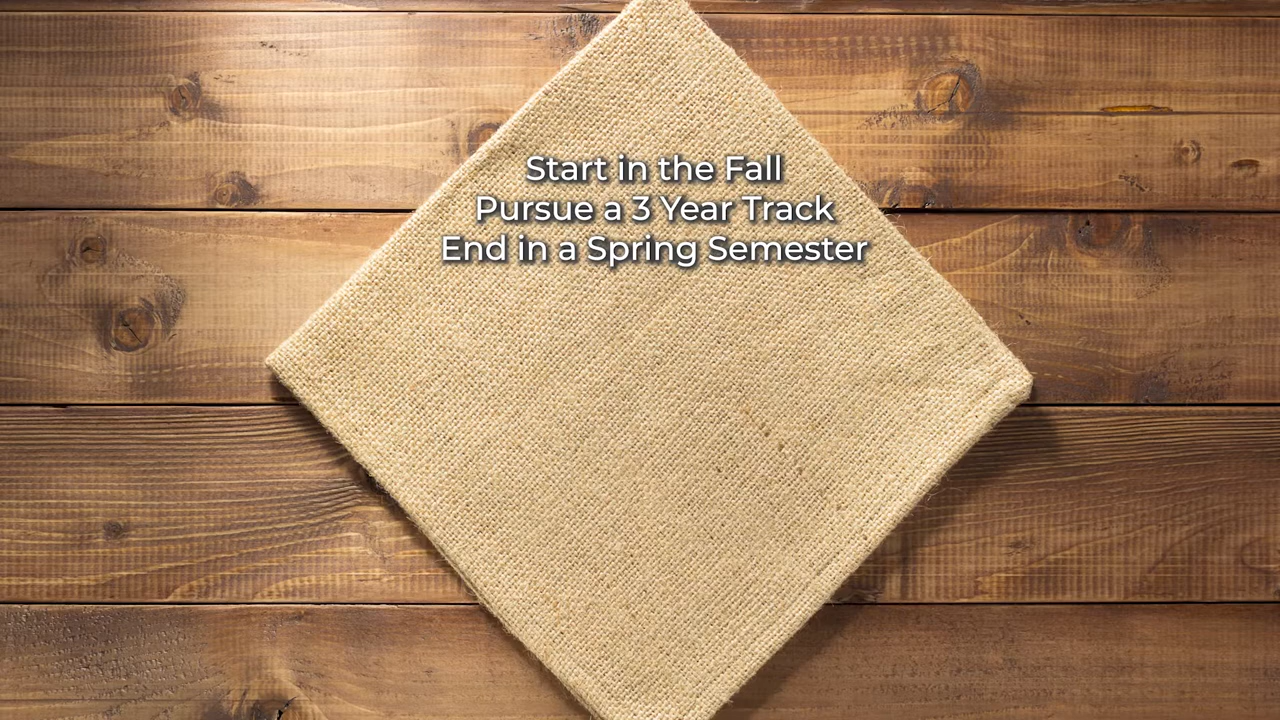 Start in the Fall
Pursue a 3 Year Track
End in a Spring Semester